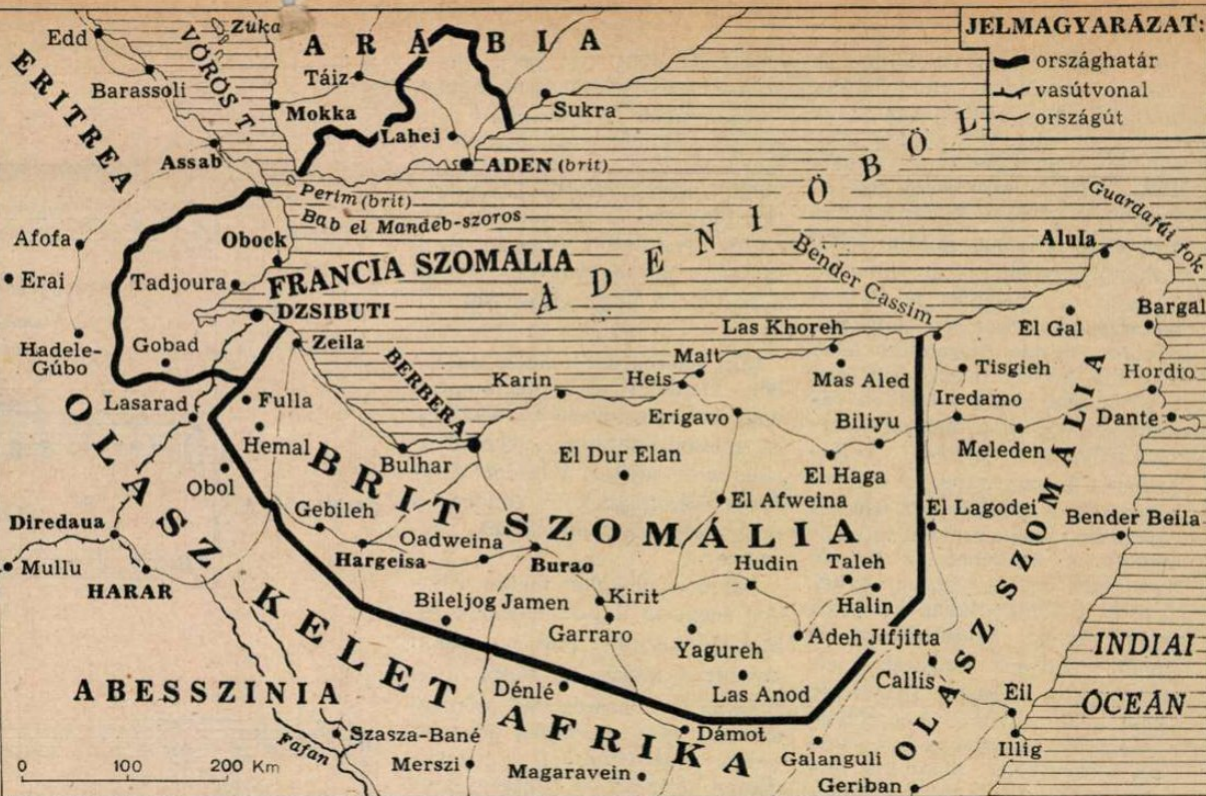 JELMAGYARÁZAT:
országhatár
vasútvonal
országút
Edd
Zuka
VÖRÖS T.
ARÁBIA
Barassoli
Táiz
Mokka
Sukra
ERITREA
Lahej
Assab
ADEN (brit)
Perim (brit)
Bab el Mandeb-szoros
ADENI ÖBÖL
Guardafui fok
Afofa
Obock
Alula
Erai
Tadjoura
FRANCIA SZOMÁLIA
Bender Cassim
DZSIBUTI
Bargal
Las Khoreh
El Gal
Hadele-
Gúbo
Gobad
Zeila
Mait
BERBERA
Karin
Heis
Mas Aled
Tisgieh
Hordio
Lasarad
Fulla
Erigavo
Biliyu
Iredamo
Dante
Hemal
Bulhar
El Dur Elan
El Haga
Meleden
Obol
BRIT SZOMÁLIA
El Afweina
El Lagodei
Bender Beila
Gebileh
Diredaua
Oadweina
Hargeisa
Burao
Hudin
Taleh
Mullu
HARAR
Bileljog Jamen
Kirit
Halin
Garraro
Adeh Jifjifta
Yagureh
INDIAI
ÓCEÁN
OLASZ KELET AFRIKA
OLASZ SZOMÁLIA
ABESSZINIA
Dénlé
Las Anod
Callis
Eil
Fafan
Szasza-Bané
Dámot
Illig
Merszi
Galanguli
Magaravein
Geriban
0 100 200 Km